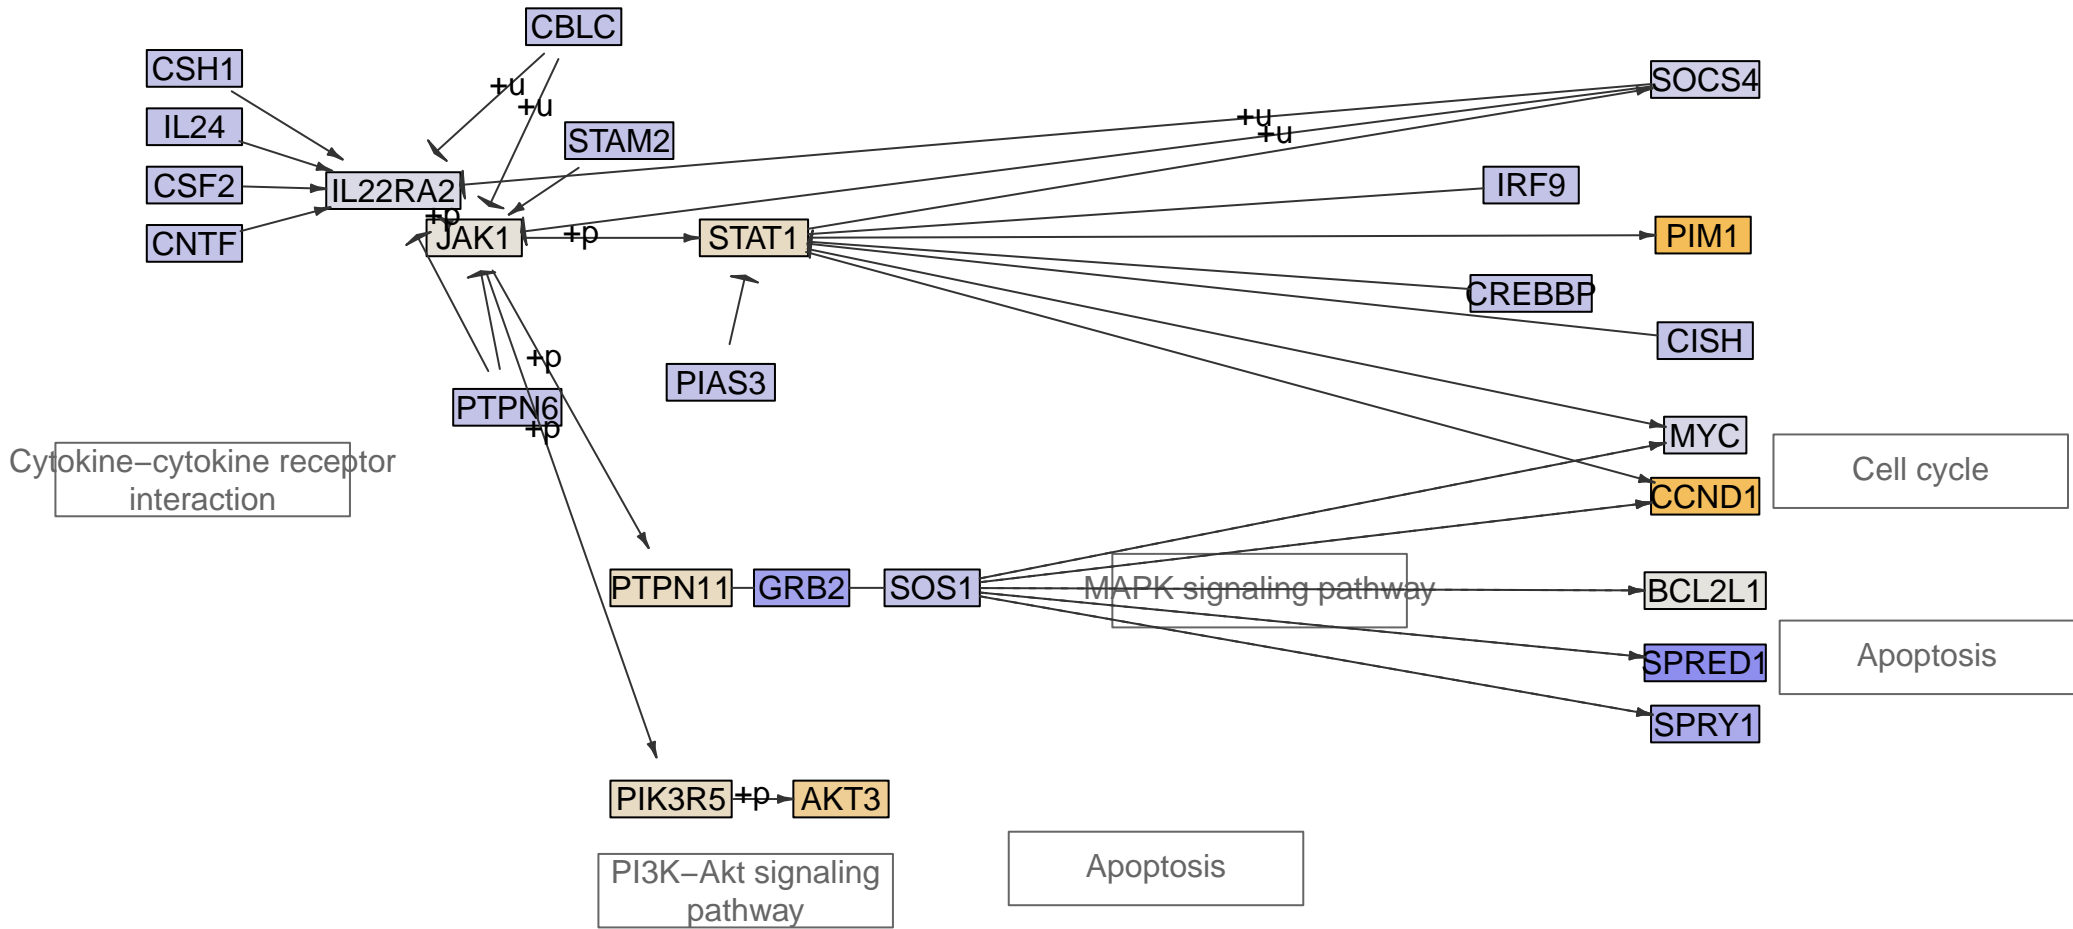 CBLC
CSH1
+u
SOCS4
+u
+u
IL24
STAM2
+u
CSF2
IL22RA2
IRF9
+p
CNTF
JAK1
+p
STAT1
PIM1
CREBBP
CISH
+p
PIAS3
PTPN6
+p
MYC
Cytokine−cytokine receptor
interaction
Cell cycle
CCND1
PTPN11
GRB2
SOS1
MAPK signaling pathway
BCL2L1
SPRED1
Apoptosis
SPRY1
PIK3R5
+p
AKT3
PI3K−Akt signaling
pathway
Apoptosis